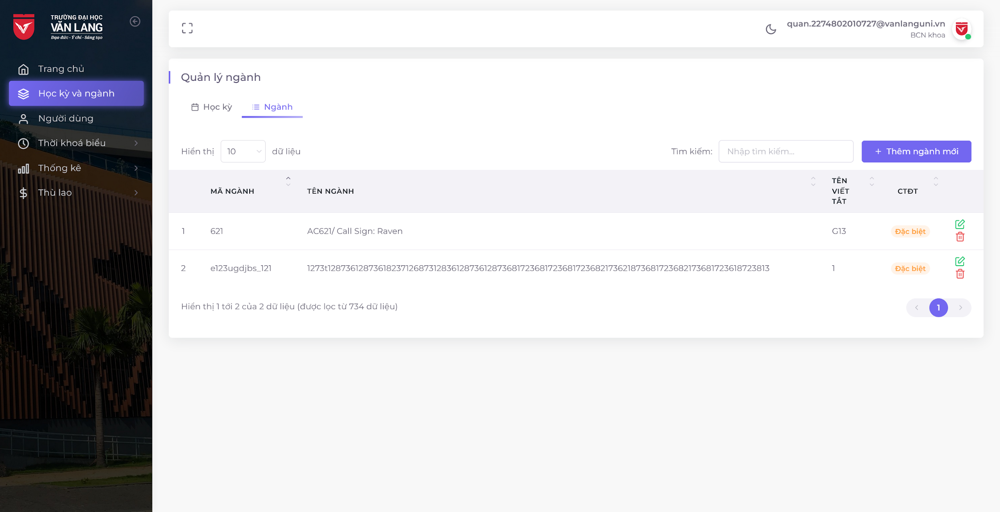 TRƯỜNG ĐẠI HỌC
VĂN LANG
Đạo đức - Ý chí - Sáng tạo
Trang chủ
Học kỳ và ngành
Người dùng
Thời khoá biểu
Thống kê
Thù lao
quan.2274802010727@vanlanguni.vn
BCN khoa
Quản lý ngành
Học kỳ
Ngành
Hiển thị 10 dữ liệu
Tìm kiếm: Nhập tìm kiếm...
+ Thêm ngành mới
MÃ NGÀNH TÊN NGÀNH TÊN VIẾT TẮT CTĐT
1 621 AC621/ Call Sign: Raven G13 Đặc biệt
2 e123ugdjbs_121 1273t128736128736182371268731283612873612873681723681723681723682173621873681723682173681723618723813 1 Đặc biệt
Hiển thị 1 tới 2 của 2 dữ liệu (được lọc từ 734 dữ liệu)
1